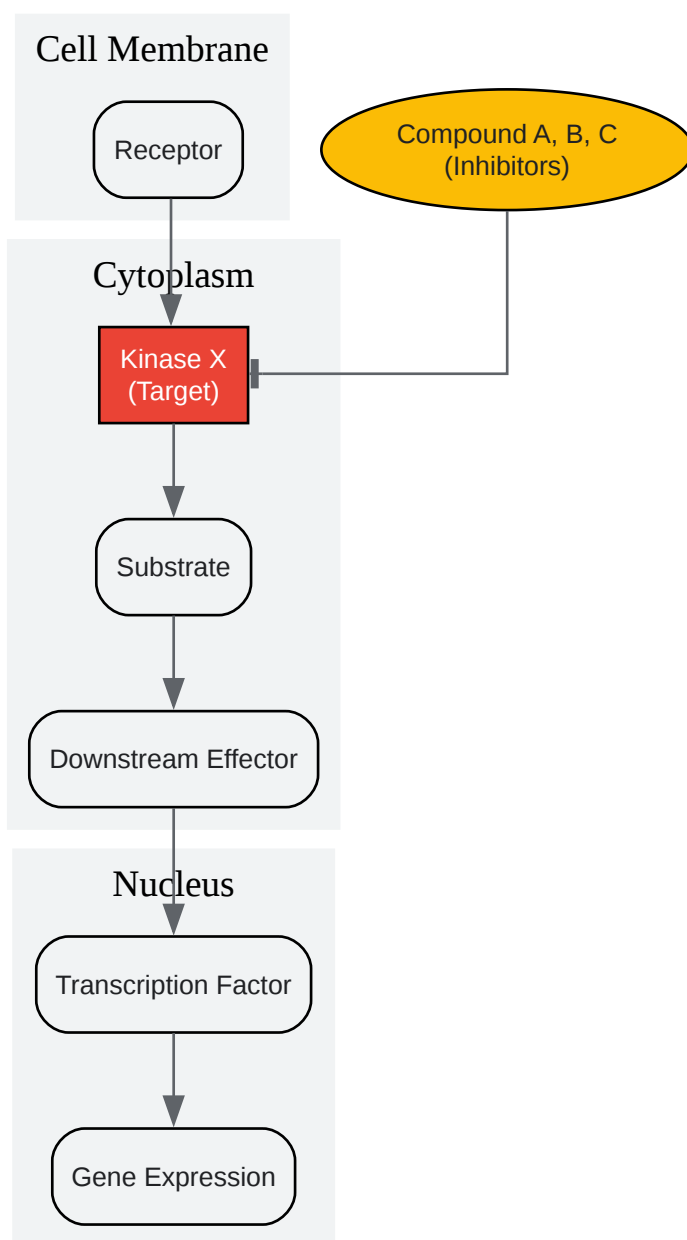 Cell Membrane
Receptor
Compound A, B, C
(Inhibitors)
Cytoplasm
Kinase X
(Target)
Substrate
Downstream Effector
Nucleus
Transcription Factor
Gene Expression